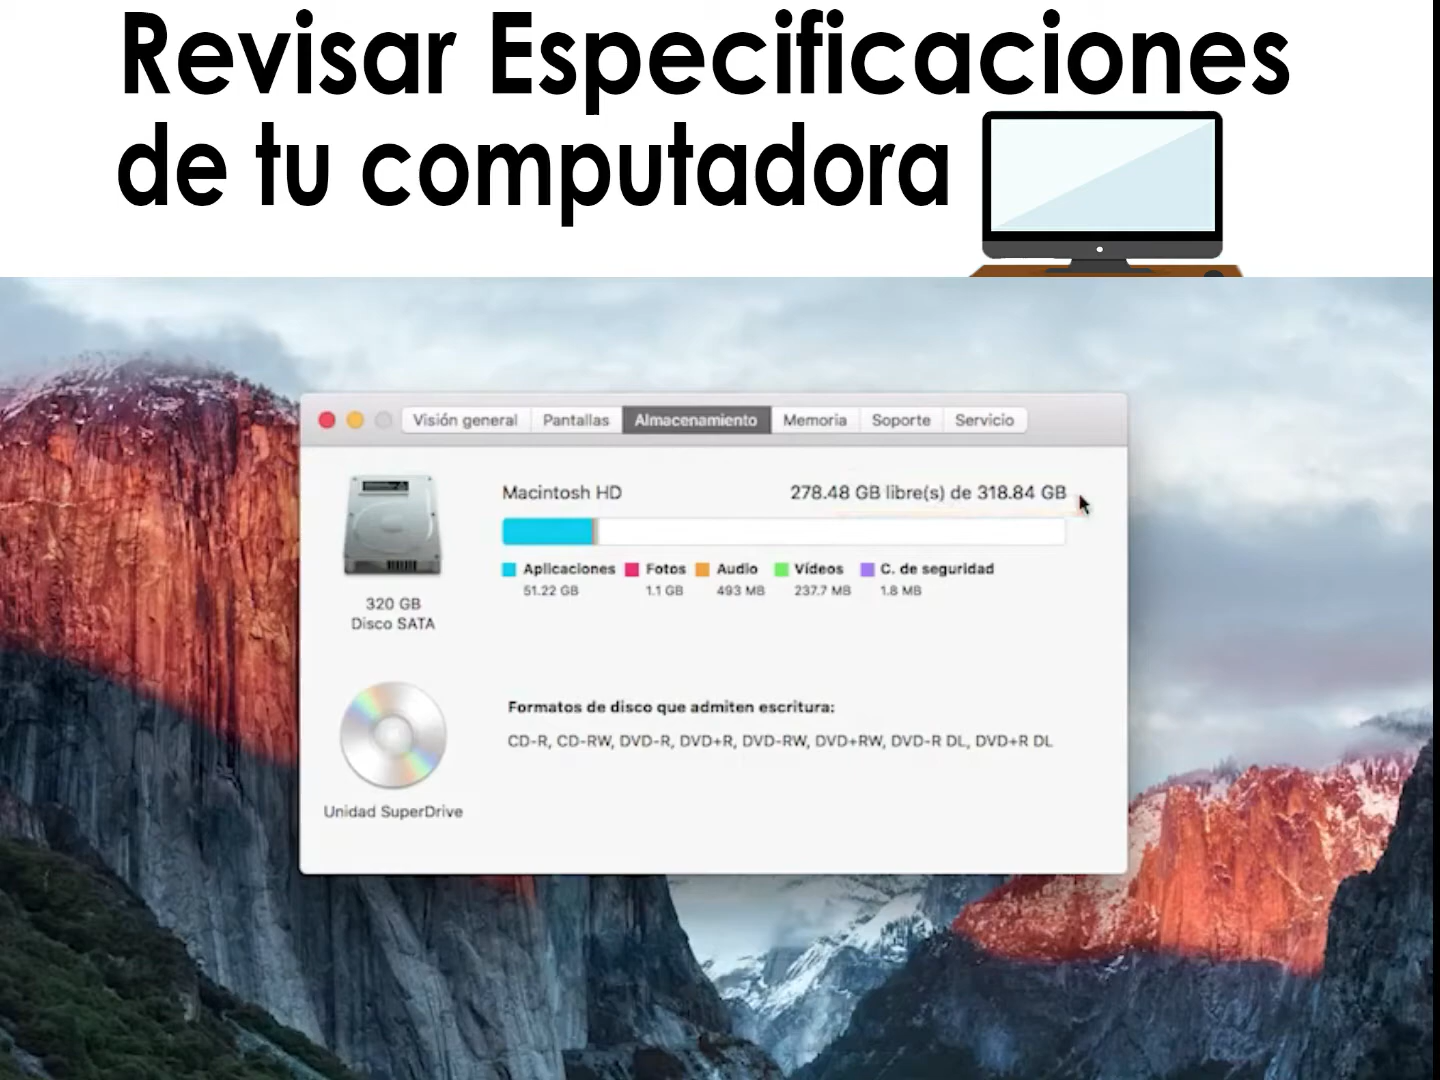 Revisar Especificaciones
de tu computadora
Visión general Pantallas Almacenamiento Memoria Soporte Servicio
Macintosh HD 278.48 GB libre(s) de 318.84 GB
Aplicaciones Fotos Audio Vídeos C. de seguridad
51.22 GB 1.1 GB 493 MB 237.7 MB 1.8 MB
320 GB
Disco SATA
Formatos de disco que admiten escritura:
CD-R, CD-RW, DVD-R, DVD+R, DVD-RW, DVD+RW, DVD-R DL, DVD+R DL
Unidad SuperDrive